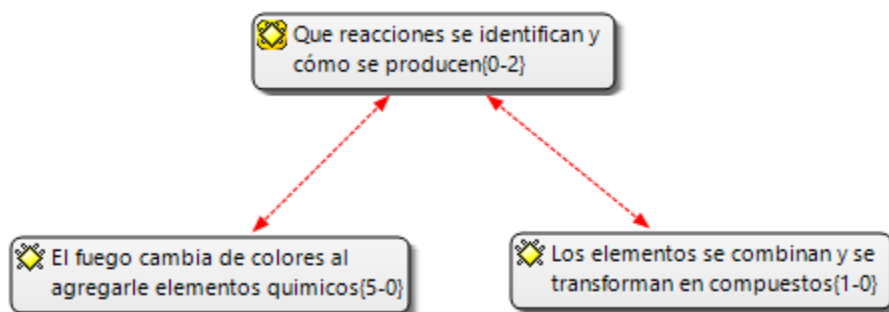 Que reacciones se identifican y
cómo se producen{0-2}
El fuego cambia de colores al
agregarle elementos quimicos{5-0}
Los elementos se combinan y se
transforman en compuestos{1-0}